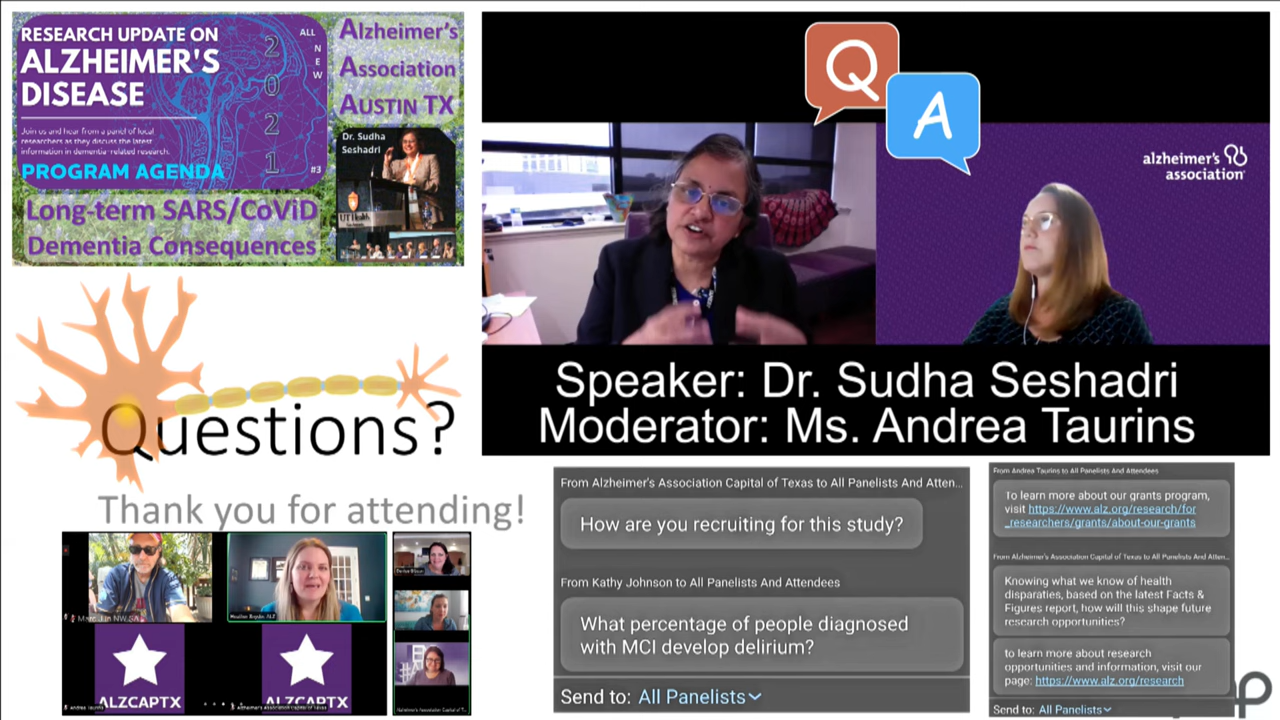 RESEARCH UPDATE ON
ALZHEIMER'S
DISEASE
ALL
NEW
2021
Join us and hear from a panel of local
researchers as they discuss the latest
information in dementia-related research.
PROGRAM AGENDA
#3
Long-term SARS/CoViD
Dementia Consequences
Alzheimer's
Association
AUSTIN TX
Dr. Sudha
Seshadri
Q
A
alzheimer's
association
Speaker: Dr. Sudha Seshadri
Moderator: Ms. Andrea Taurins
Questions?
Thank you for attending!
ALZCAPTX
ALZCAPTX
From Alzheimer's Association Capital of Texas to All Panelists And Atten...
How are you recruiting for this study?
From Kathy Johnson to All Panelists And Attendees
What percentage of people diagnosed
with MCI develop delirium?
Send to: All Panelists
From Andrea Taurins to All Panelists And Attendees
To learn more about our grants program,
visit https://www.alz.org/research/for
_researchers/grants/about-our-grants
From Alzheimer's Association Capital of Texas to All Panelists And Atten...
Knowing what we know of health
disparities, based on the latest Facts &
Figures report, how will this shape future
research opportunities?
to learn more about research
opportunities and information, visit our
page: https://www.alz.org/research
Send to: All Panelists